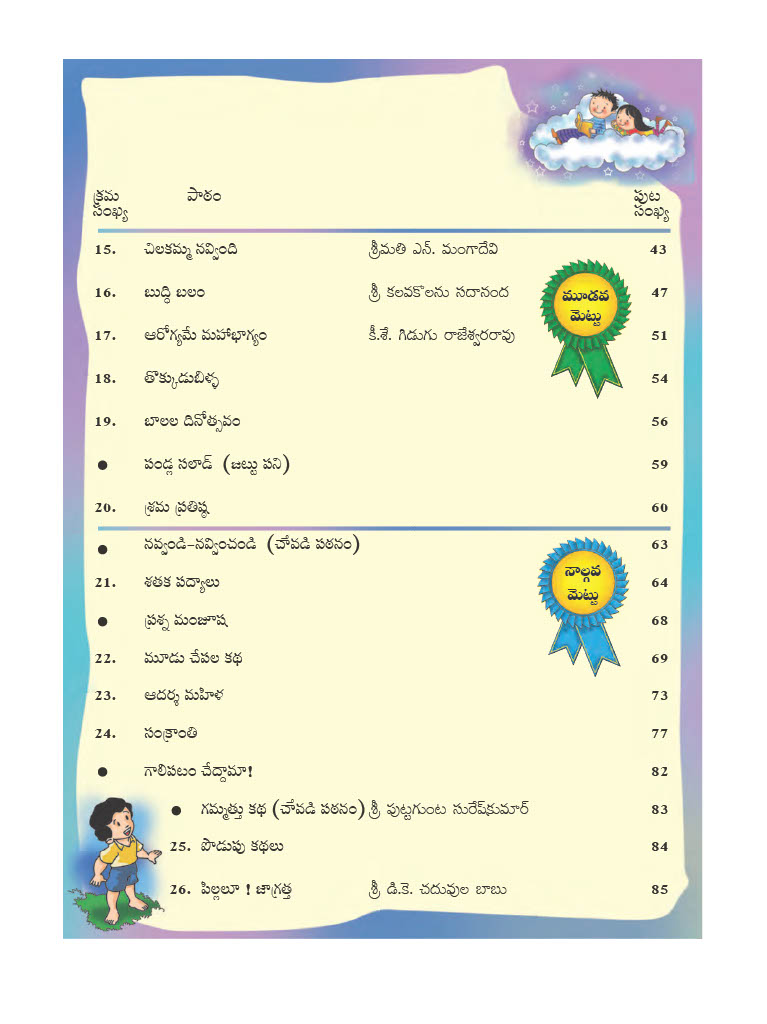 క్రమ సంఖ్య
పాఠం
పుట సంఖ్య
15. చిలకమ్మ నవ్వింది శ్రీమతి ఎన్. మంగాదేవి 43
16. బుద్ధి బలం శ్రీ కలవకొలను సదానంద 47
మూడవ
మెట్టు
17. ఆరోగ్యమే మహాభాగ్యం కీ.శే. గిడుగు రాజేశ్వరరావు 51
18. తొక్కుడుబిళ్ళ 54
19. బాలల దినోత్సవం 56
● పండ్ల సలాడ్ (జట్టు పని) 59
20. శ్రమ ప్రతిష్ఠ 60
● నవ్వండి-నవ్వించండి (చావడి పఠనం) 63
నాల్గవ
మెట్టు
21. శతక పద్యాలు 64
● ప్రశ్న మంజూష 68
22. మూడు చేపల కథ 69
23. ఆదర్శ మహిళ 73
24. సంక్రాంతి 77
● గాలిపటం చేద్దామా! 82
● గమ్మత్తు కథ (చావడి పఠనం) శ్రీ పుట్టగుంట సురేష్‌కుమార్ 83
25. పొడుపు కథలు 84
26. పిల్లలూ ! జాగ్రత్త శ్రీ డి.కె. చదువుల బాబు 85